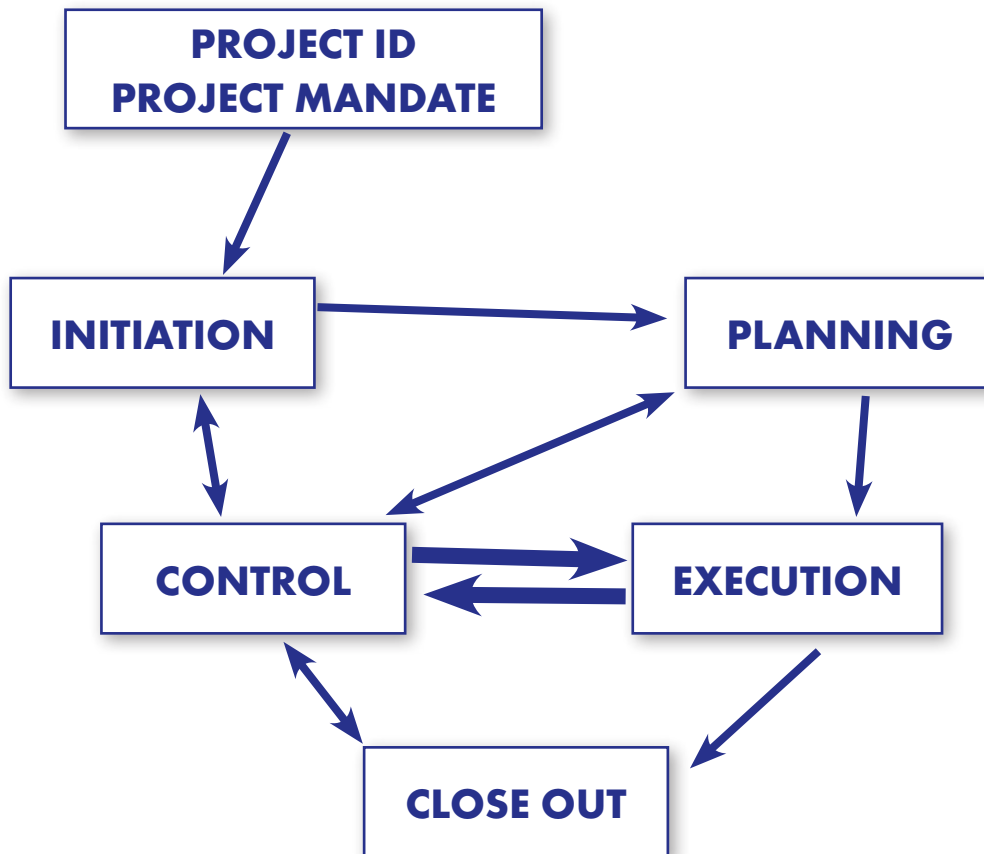 PROJECT ID
PROJECT MANDATE
INITIATION
PLANNING
CONTROL
EXECUTION
CLOSE OUT